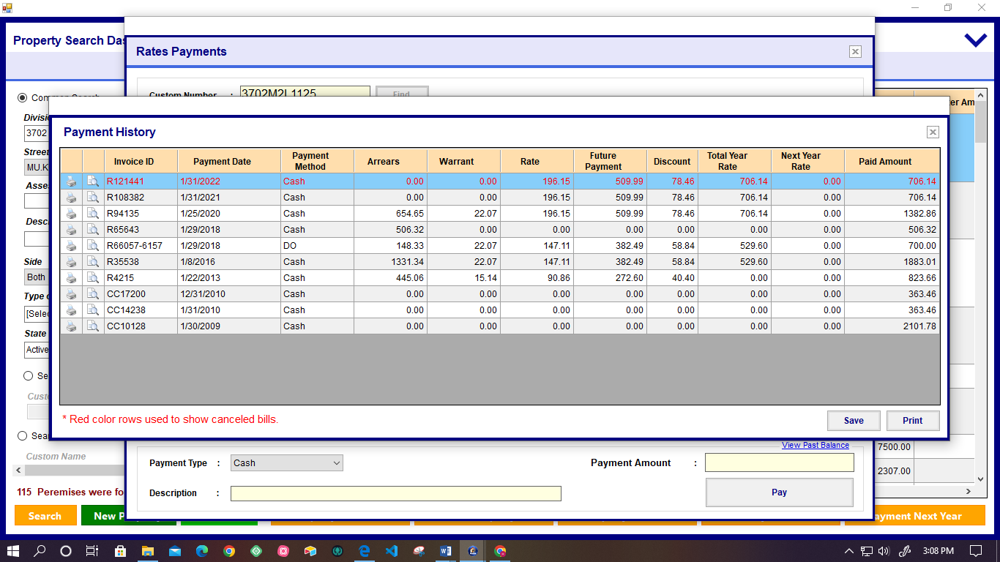 Property Search Das
Rates Payments
Custom Number : 3702M2L1125 Find
Common Search
er Am
Division
3702
Street
MU.K
Asse
Desc
Side
Both
Type o
[Selec
State
Active
Se
Custo
Sear
Custom Name
Payment History
Invoice ID Payment Date Payment Method Arrears Warrant Rate Future Payment Discount Total Year Rate Next Year Rate Paid Amount
R121441 1/31/2022 Cash 0.00 0.00 196.15 509.99 78.46 706.14 0.00 706.14
R108382 1/31/2021 Cash 0.00 0.00 196.15 509.99 78.46 706.14 0.00 706.14
R94135 1/25/2020 Cash 654.65 22.07 196.15 509.99 78.46 706.14 0.00 1382.86
R65643 1/29/2018 Cash 506.32 0.00 0.00 0.00 0.00 0.00 0.00 506.32
R66057-6157 1/29/2018 DO 148.33 22.07 147.11 382.49 58.84 529.60 0.00 700.00
R35538 1/8/2016 Cash 1331.34 22.07 147.11 382.49 58.84 529.60 0.00 1883.01
R4215 1/22/2013 Cash 445.06 15.14 90.86 272.60 40.40 0.00 0.00 823.66
CC17200 12/31/2010 Cash 0.00 0.00 0.00 0.00 0.00 0.00 0.00 363.46
CC14238 1/31/2010 Cash 0.00 0.00 0.00 0.00 0.00 0.00 0.00 363.46
CC10128 1/30/2009 Cash 0.00 0.00 0.00 0.00 0.00 0.00 0.00 2101.78
* Red color rows used to show canceled bills.
Save Print
View Past Balance
7500.00
Payment Type : Cash
Payment Amount :
2307.00
Description :
Pay
115 Peremises were fo
Search
New P
ayment Next Year
3:08 PM